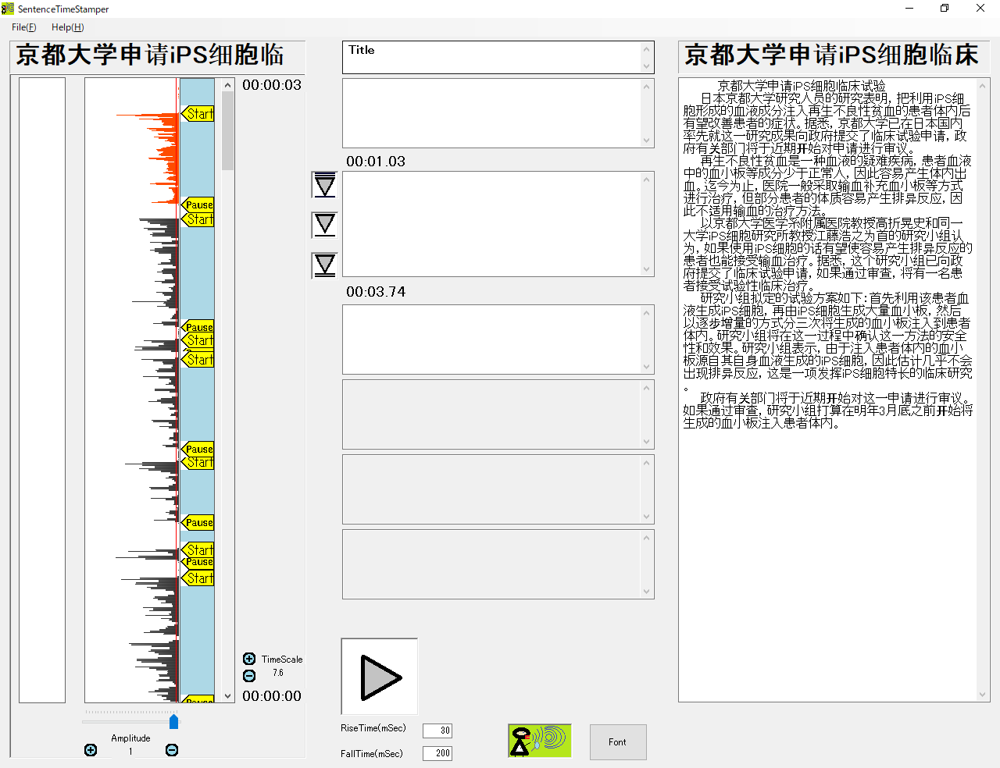 SentenceTimeStamper
File(F) Help(H)
京都大学申请iPS细胞临
00:00:03
Start
Pause
Start
Pause
Start
Start
Pause
Start
Pause
Start
Pause
Start
Pause
TimeScale
7.6
00:00:00
Amplitude
1
Title
00:01.03
00:03.74
RiseTime(mSec) 30
FallTime(mSec) 200
Font
京都大学申请iPS细胞临床
京都大学申请iPS细胞临床试验
日本京都大学研究人员的研究表明, 把利用iPS细
胞形成的血液成分注入再生不良性贫血的患者体内后
有望改善患者的症状。据悉, 京都大学已在日本国内
率先就这一研究成果向政府提交了临床试验申请, 政
府有关部门将于近期开始对申请进行审议。
再生不良性贫血是一种血液的疑难疾病, 患者血液
中的血小板等成分少于正常人, 因此容易产生体内出
血。迄今为止, 医院一般采取输血补充血小板等方式
进行治疗, 但部分患者的体质容易产生排异反应, 因
此不适用输血的治疗方法。
以京都大学医学系附属医院教授高折晃史和同一
大学iPS细胞研究所教授江藤浩之为首的研究小组认
为, 如果使用iPS细胞的话有望使容易产生排异反应的
患者也能接受输血治疗。据悉, 这个研究小组已向政
府提交了临床试验申请, 如果通过审查, 将有一名患
者接受试验性临床治疗。
研究小组拟定的试验方案如下:首先利用该患者血
液生成iPS细胞, 再由iPS细胞生成大量血小板, 然后
以逐步增量的方式分三次将生成的血小板注入到患者
体内。研究小组将在这一过程中确认这一方法的安全
性和效果。研究小组表示, 由于注入患者体内的血小
板源自其自身血液生成的iPS细胞, 因此估计几乎不会
出现排异反应, 这是一项发挥iPS细胞特长的临床研究
。
政府有关部门将于近期开始对这一申请进行审议。
如果通过审查, 研究小组打算在明年3月底之前开始将
生成的血小板注入患者体内。